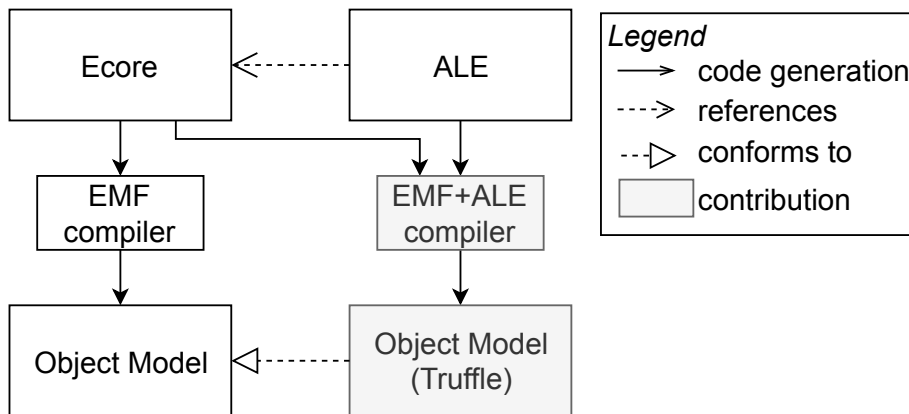 Ecore
ALE
EMF
compiler
EMF+ALE
compiler
Object Model
Object Model
(Truffle)
Legend
code generation
references
conforms to
contribution